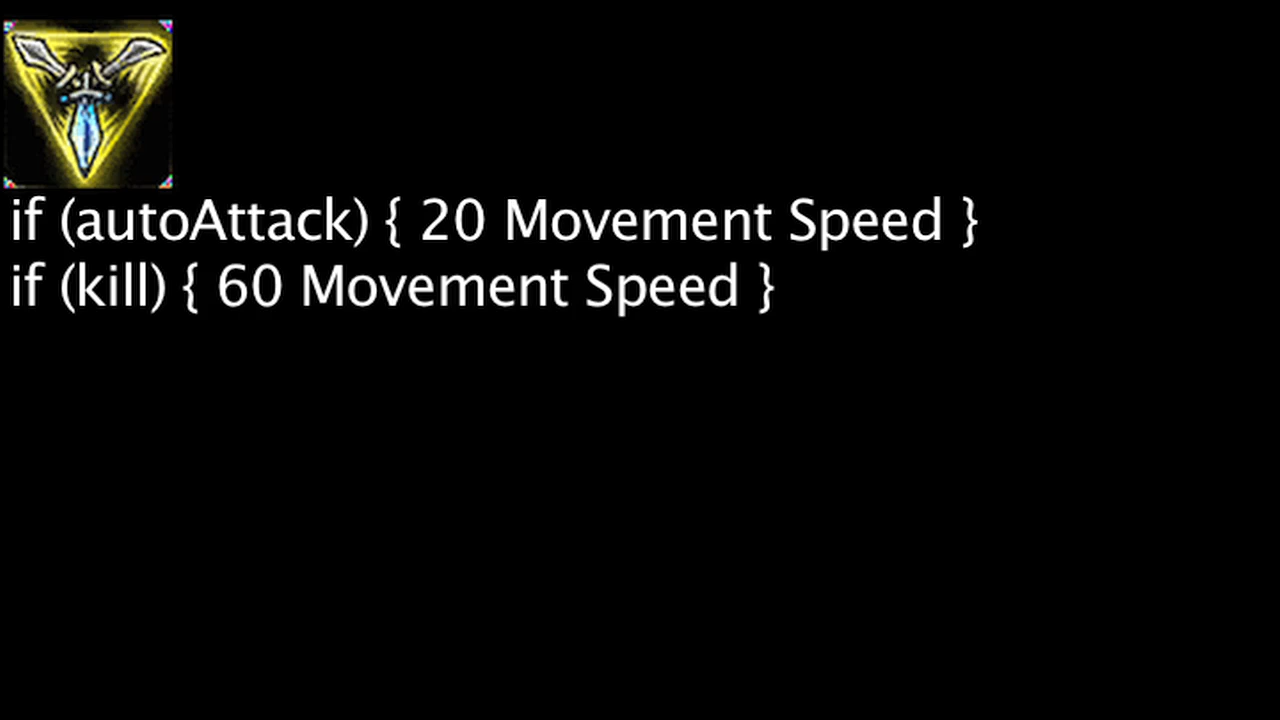 if (autoAttack) { 20 Movement Speed }
if (kill) { 60 Movement Speed }